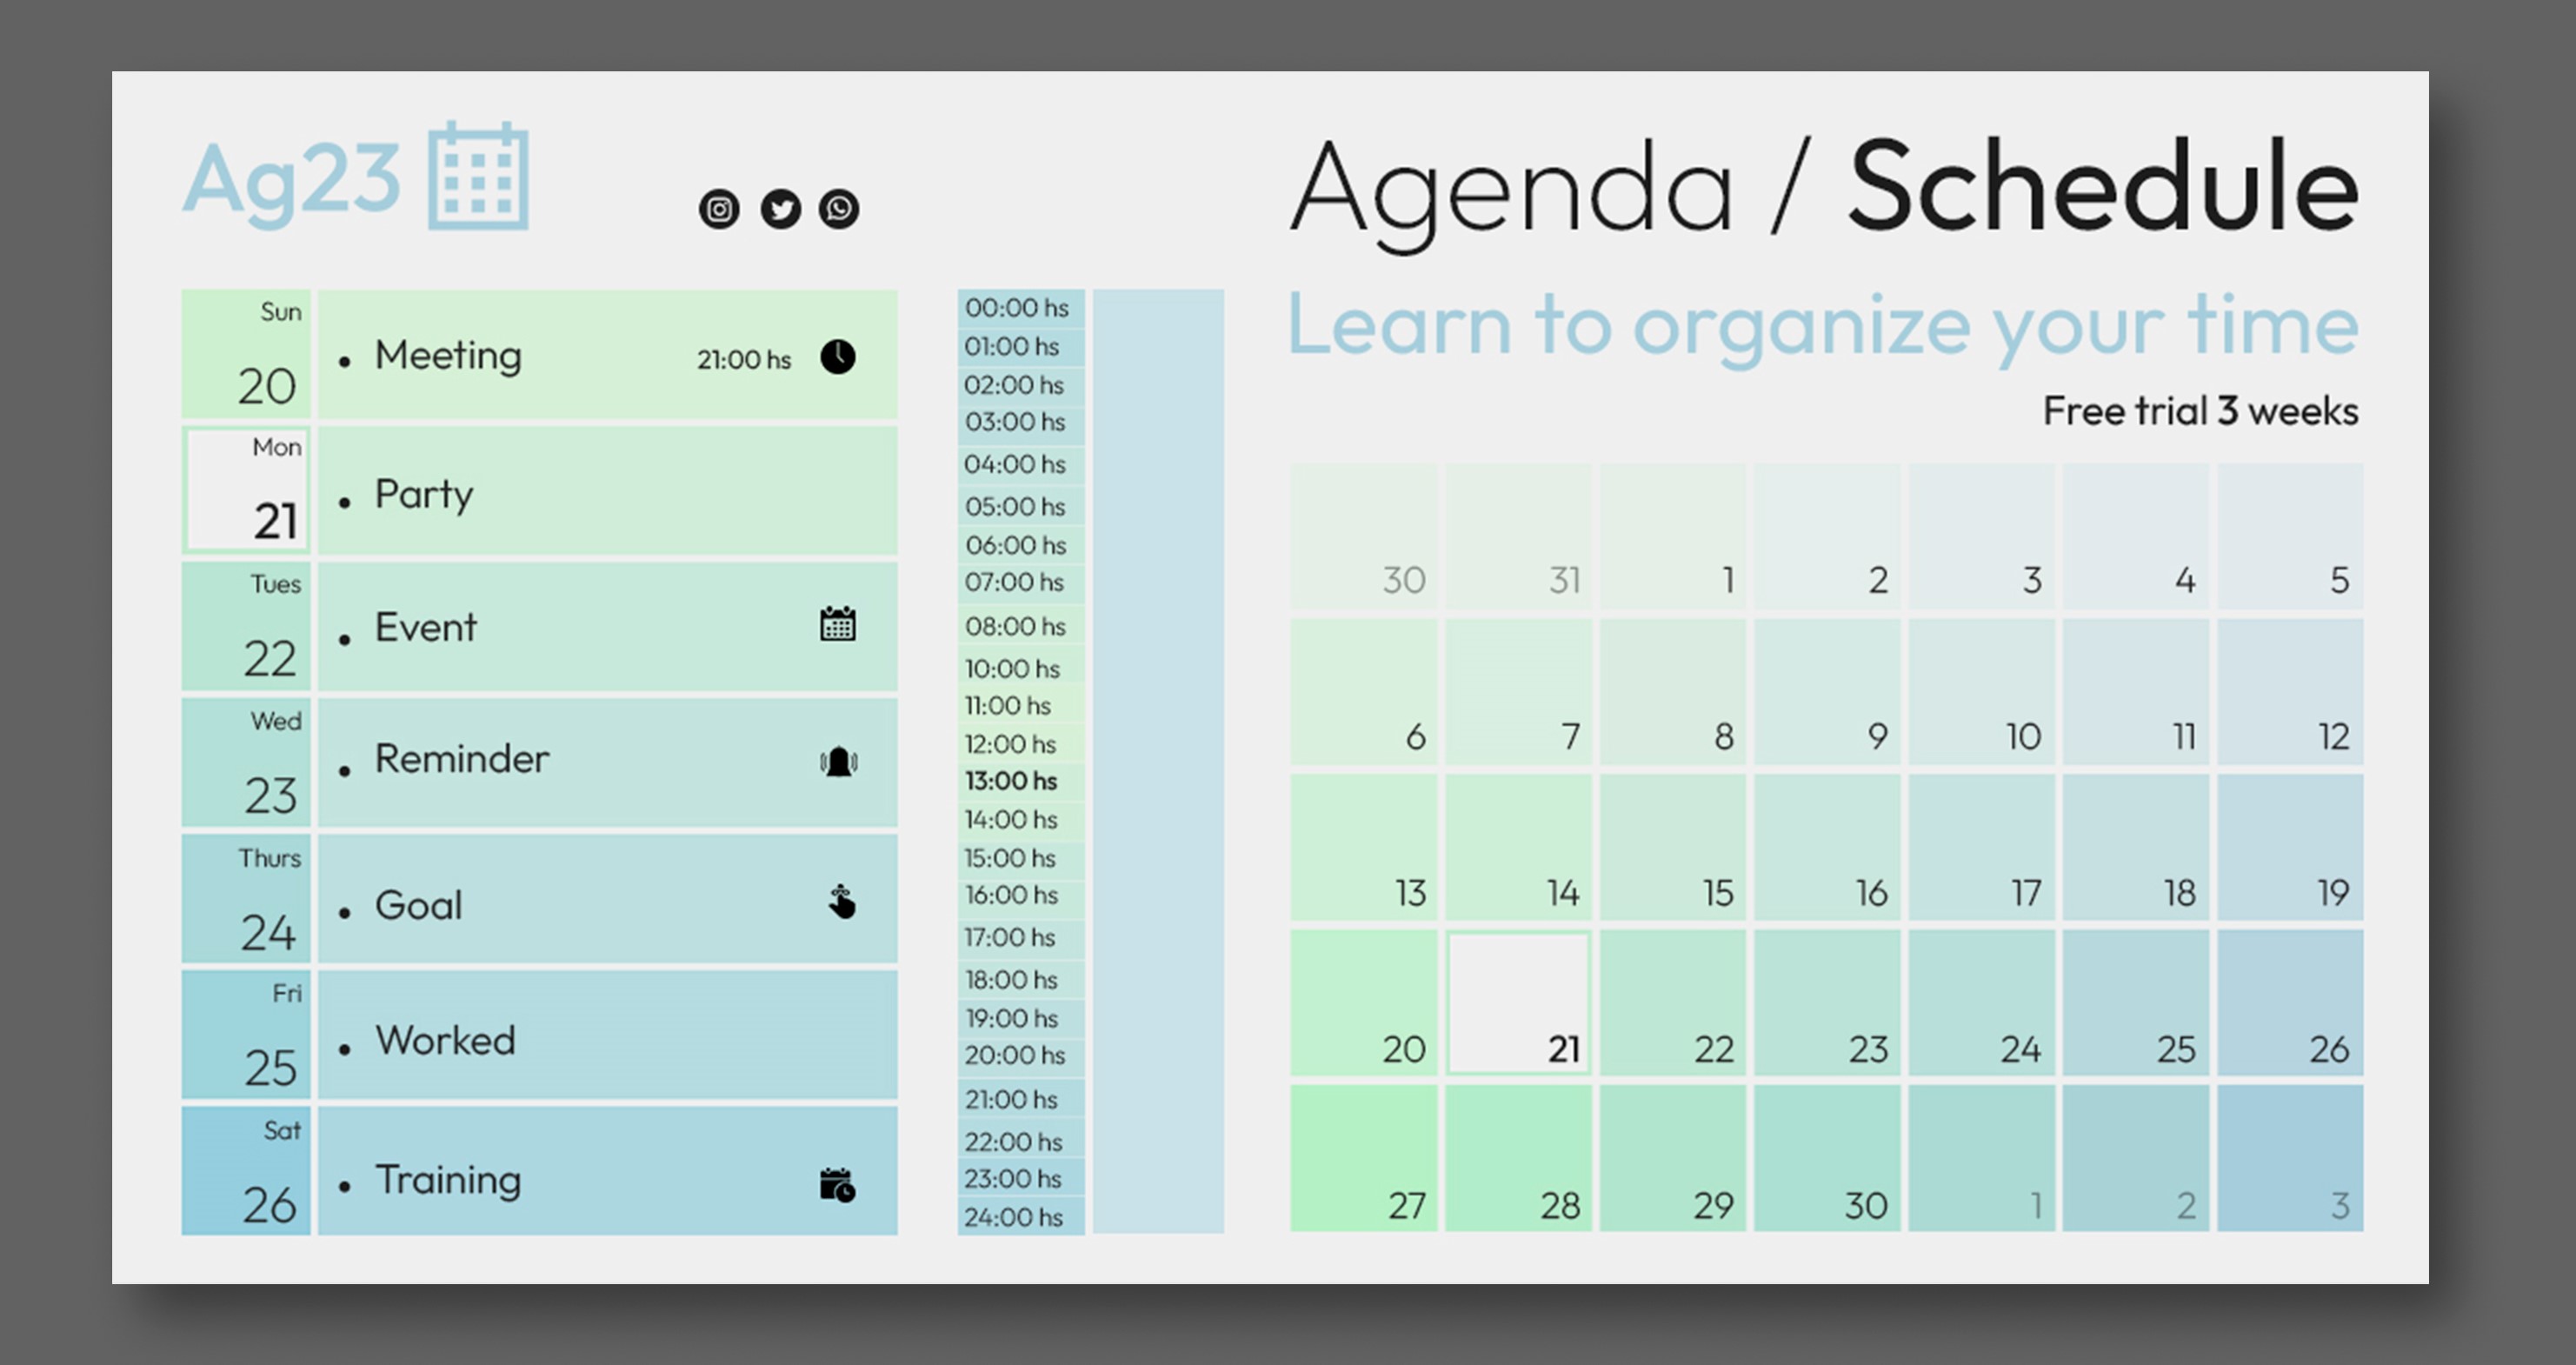 Ag23
Agenda / Schedule
Learn to organize your time
Free trial 3 weeks
Sun
20
• Meeting 21:00 hs
Mon
21
• Party
Tues
22
• Event
Wed
23
• Reminder
Thurs
24
• Goal
Fri
25
• Worked
Sat
26
• Training
00:00 hs
01:00 hs
02:00 hs
03:00 hs
04:00 hs
05:00 hs
06:00 hs
07:00 hs
08:00 hs
10:00 hs
11:00 hs
12:00 hs
13:00 hs
14:00 hs
15:00 hs
16:00 hs
17:00 hs
18:00 hs
19:00 hs
20:00 hs
21:00 hs
22:00 hs
23:00 hs
24:00 hs
30 31 1 2 3 4 5
6 7 8 9 10 11 12
13 14 15 16 17 18 19
20 21 22 23 24 25 26
27 28 29 30 1 2 3